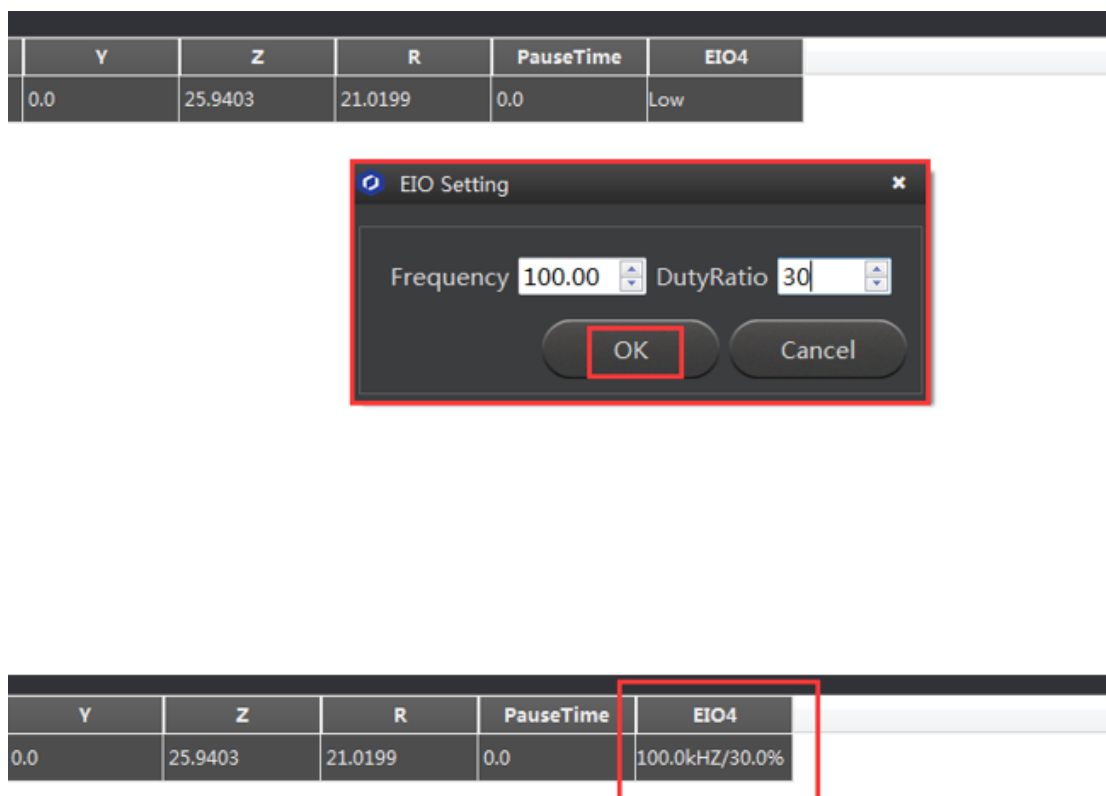 Y Z R PauseTime EIO4
0.0 25.9403 21.0199 0.0 Low
EIO Setting
Frequency 100.00 DutyRatio 30
OK Cancel
Y Z R PauseTime EIO4
0.0 25.9403 21.0199 0.0 100.0kHZ/30.0%